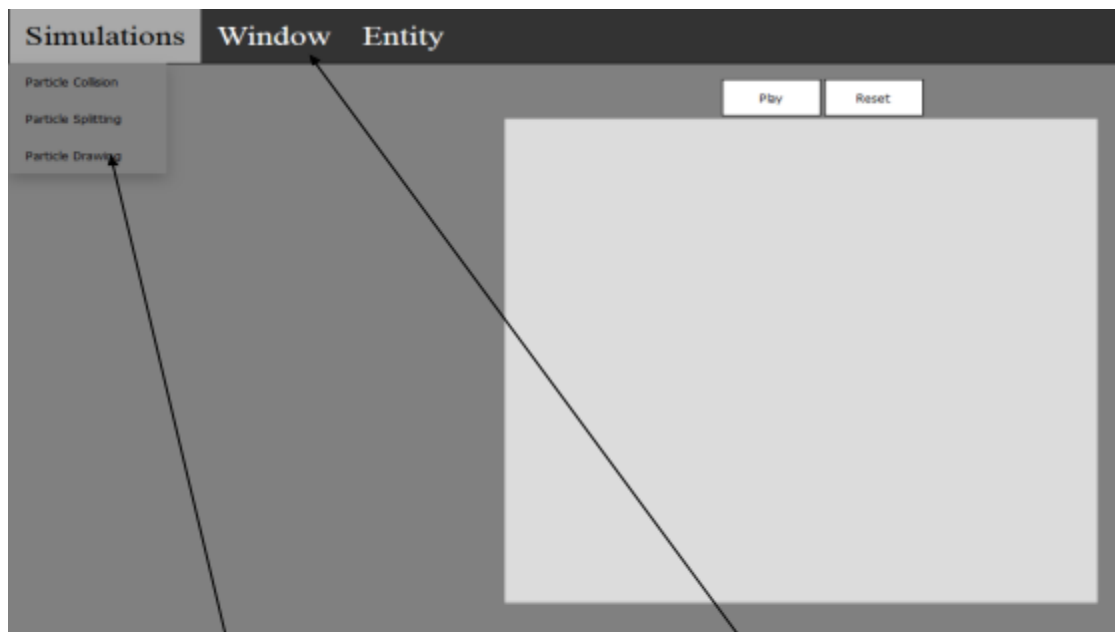 Simulations Window Entity
Particle Collision
Particle Splitting
Particle Drawing
Play Reset